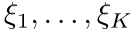 ξ₁, . . . , ξ_K